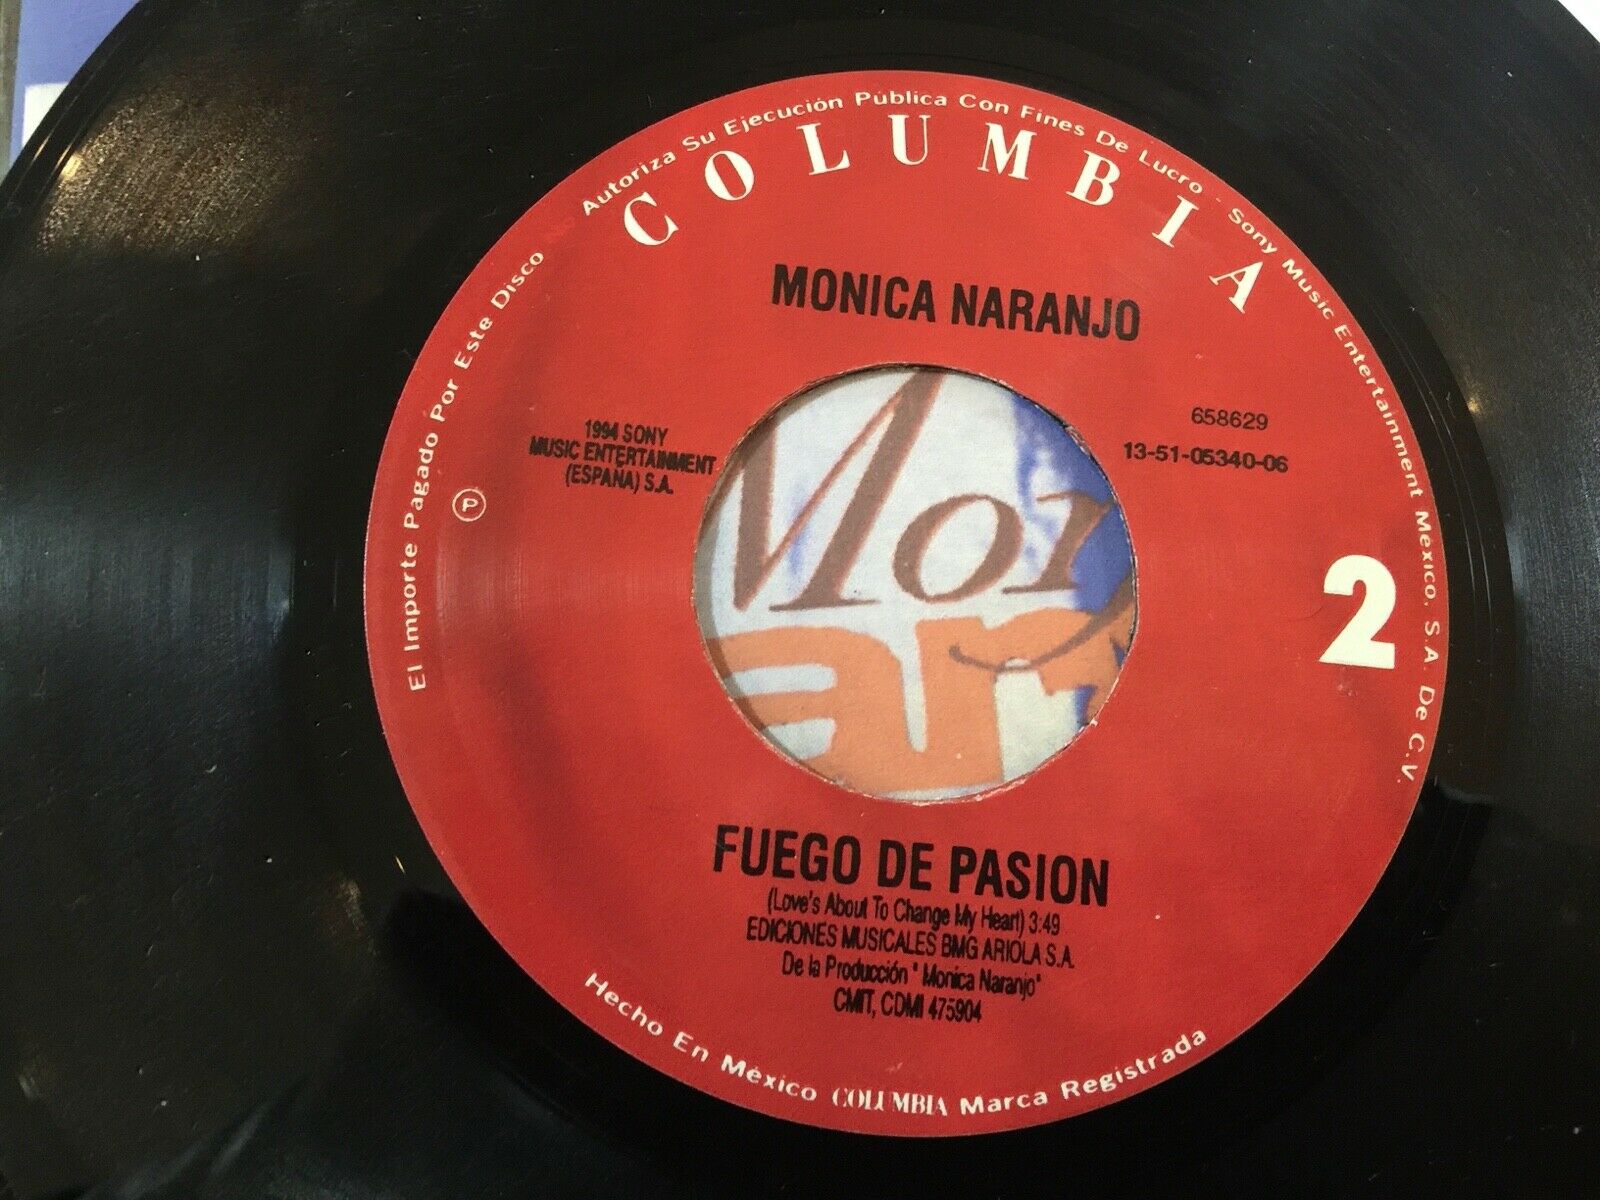 El Importe Pagado Por Este Disco NO Autoriza Su Ejecución Pública Con Fines De Lucro - Sony Music Entertainment México, S.A. De C.V.
COLUMBIA
MONICA NARANJO
1994 SONY
MUSIC ENTERTAINMENT
(ESPAÑA) S.A.
℗
658629
13-51-05340-06
2
FUEGO DE PASION
(Love's About To Change My Heart) 3:49
EDICIONES MUSICALES BMG ARIOLA S.A.
De la Producción "Monica Naranjo"
CMIT, CDMI 475904
Hecho En México COLUMBIA Marca Registrada